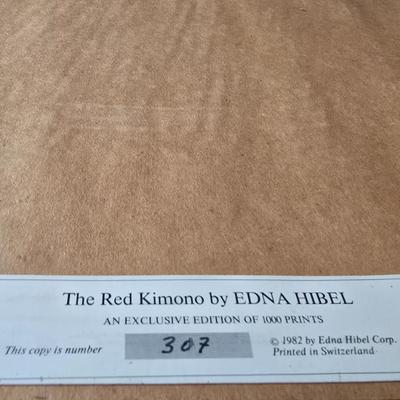 The Red Kimono by EDNA HIBEL
AN EXCLUSIVE EDITION OF 1000 PRINTS
This copy is number 307
© 1982 by Edna Hibel Corp.
Printed in Switzerland